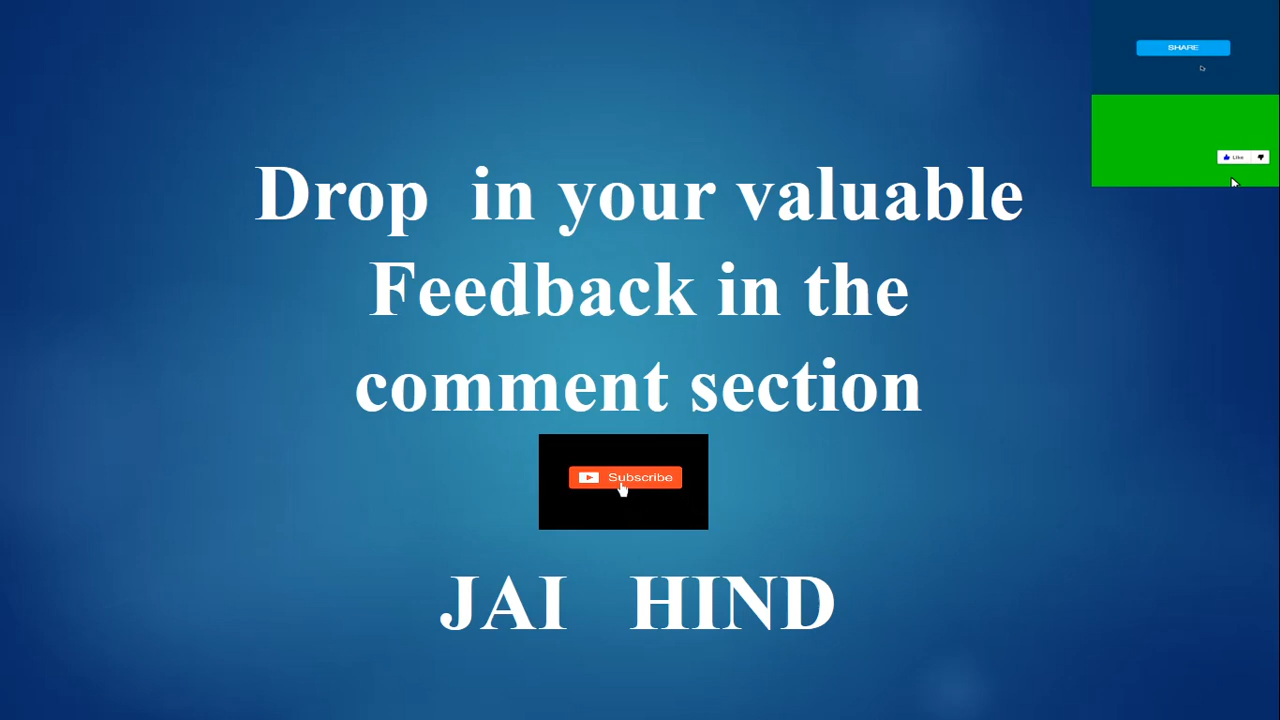 SHARE
Like
Drop in your valuable
Feedback in the
comment section
Subscribe
JAI HIND